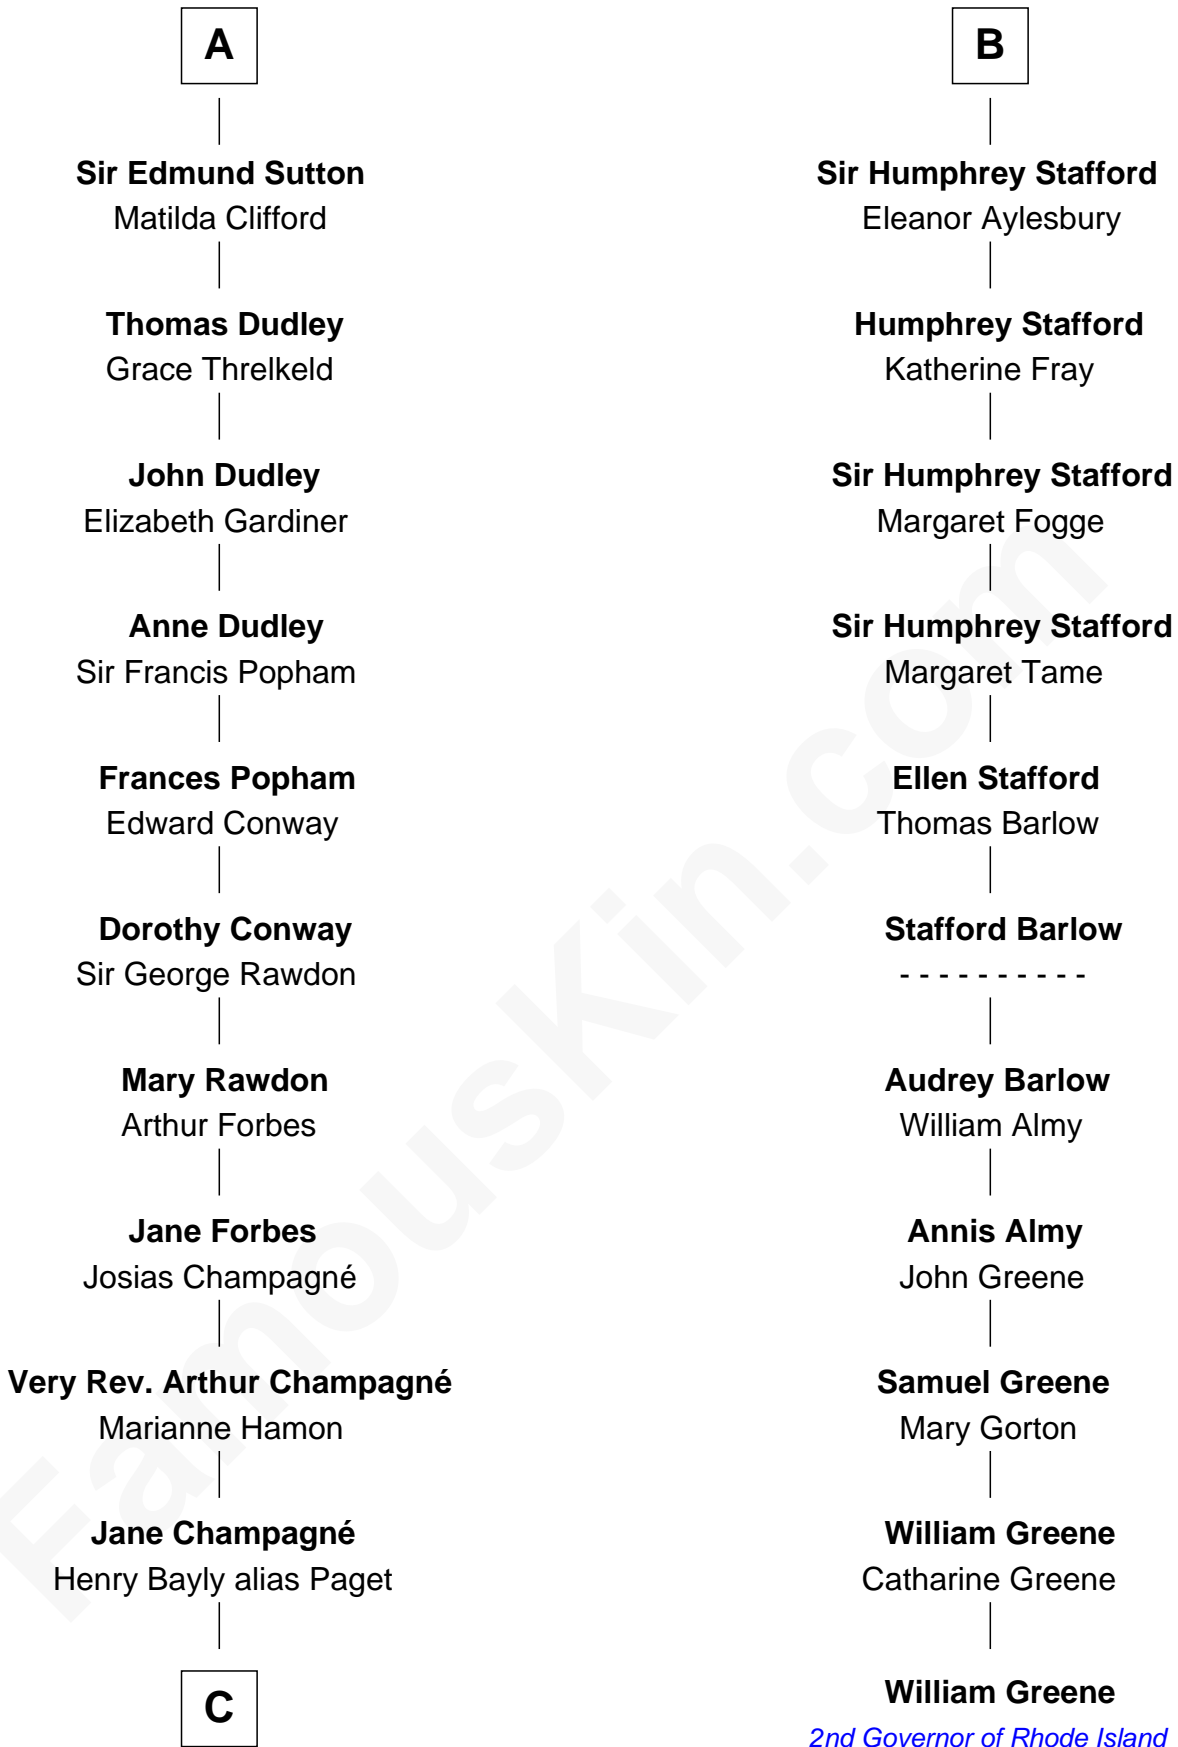 A
Sir Edmund Sutton
Matilda Clifford
Thomas Dudley
Grace Threlkeld
John Dudley
Elizabeth Gardiner
Anne Dudley
Sir Francis Popham
Frances Popham
Edward Conway
Dorothy Conway
Sir George Rawdon
Mary Rawdon
Arthur Forbes
Jane Forbes
Josias Champagné
Very Rev. Arthur Champagné
Marianne Hamon
Jane Champagné
Henry Bayly alias Paget
C
B
Sir Humphrey Stafford
Eleanor Aylesbury
Humphrey Stafford
Katherine Fray
Sir Humphrey Stafford
Margaret Fogge
Sir Humphrey Stafford
Margaret Tame
Ellen Stafford
Thomas Barlow
Stafford Barlow
- - - - - - - - - -
Audrey Barlow
William Almy
Annis Almy
John Greene
Samuel Greene
Mary Gorton
William Greene
Catharine Greene
William Greene
2nd Governor of Rhode Island
FamousKin.com